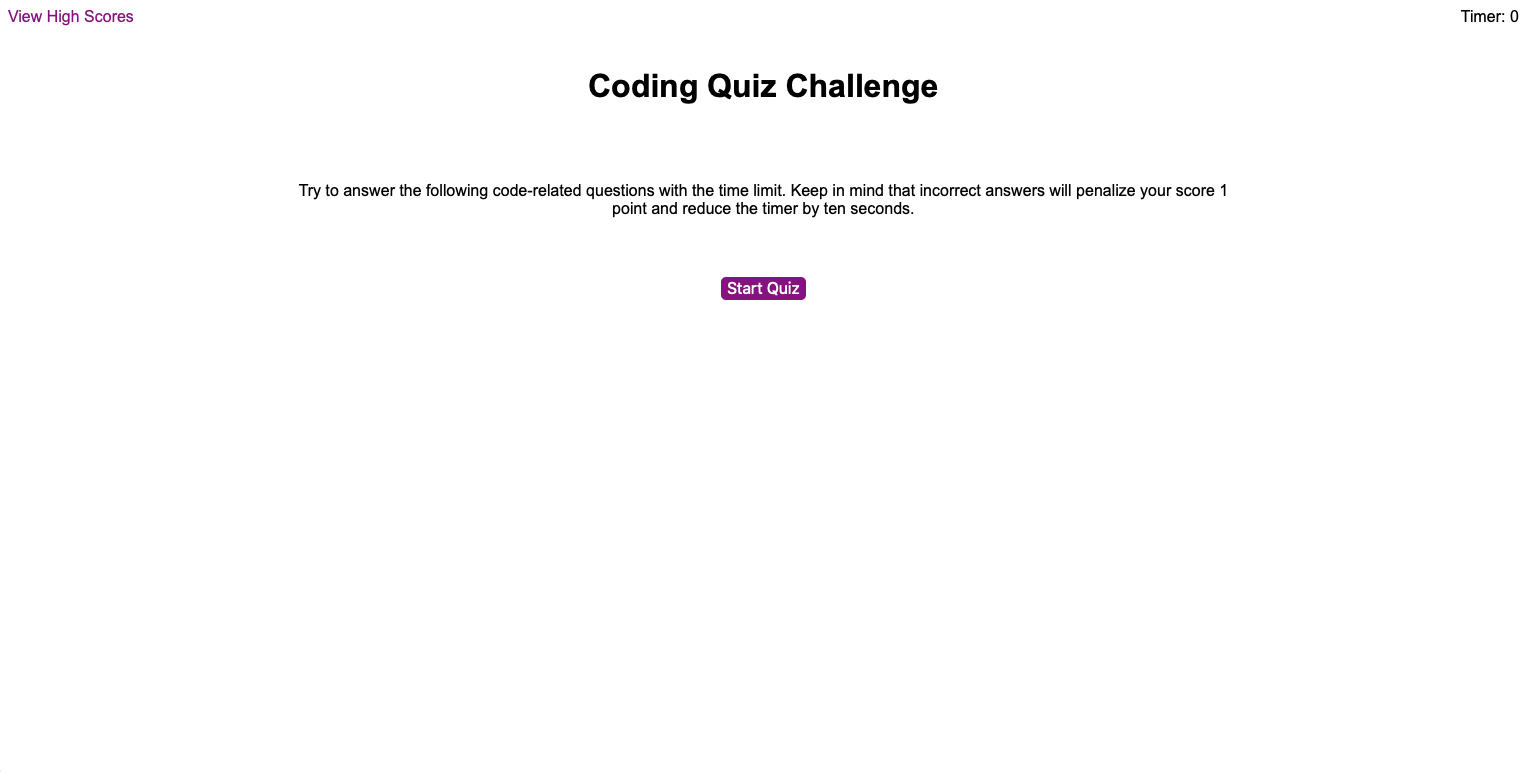 View High Scores
Timer: 0
Coding Quiz Challenge
Try to answer the following code-related questions with the time limit. Keep in mind that incorrect answers will penalize your score 1
point and reduce the timer by ten seconds.
Start Quiz